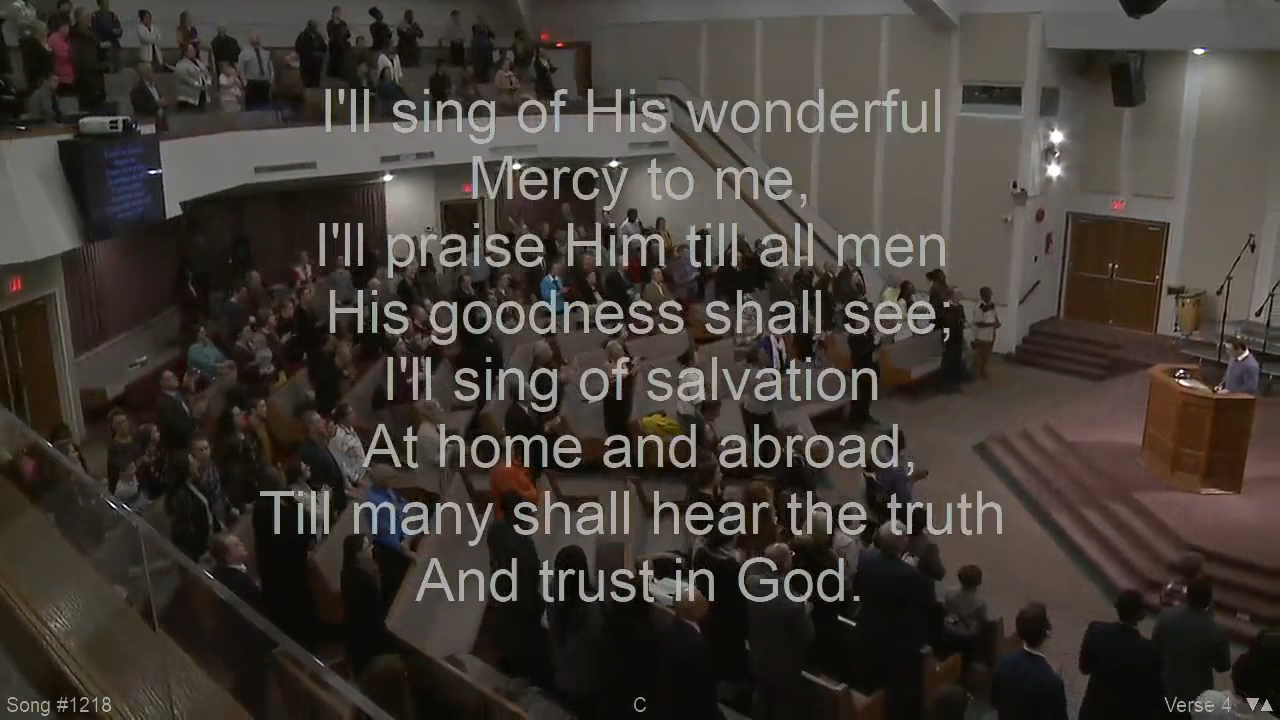 I'll sing of His wonderful
Mercy to me,
I'll praise Him till all men
His goodness shall see;
I'll sing of salvation
At home and abroad,
Till many shall hear the truth
And trust in God.
Song #1218
C
Verse 4 ▼▲